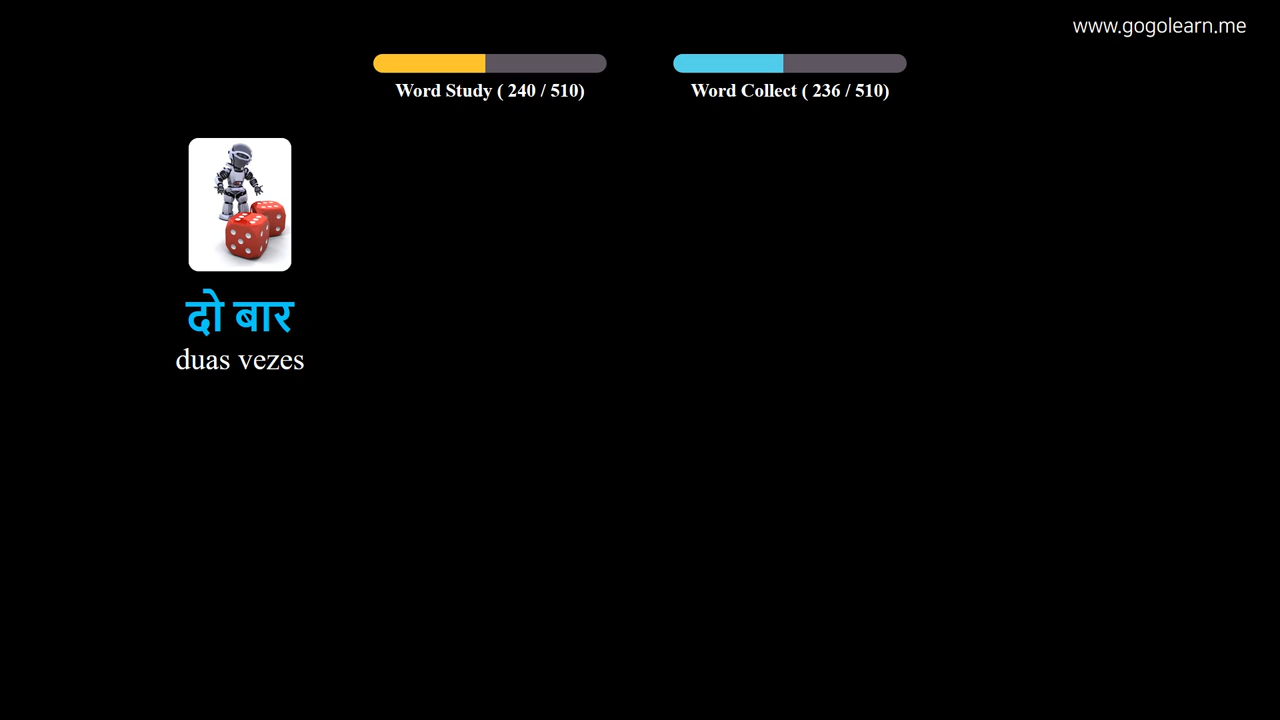 www.gogolearn.me
Word Study ( 240 / 510)
Word Collect ( 236 / 510)
दो बार
duas vezes